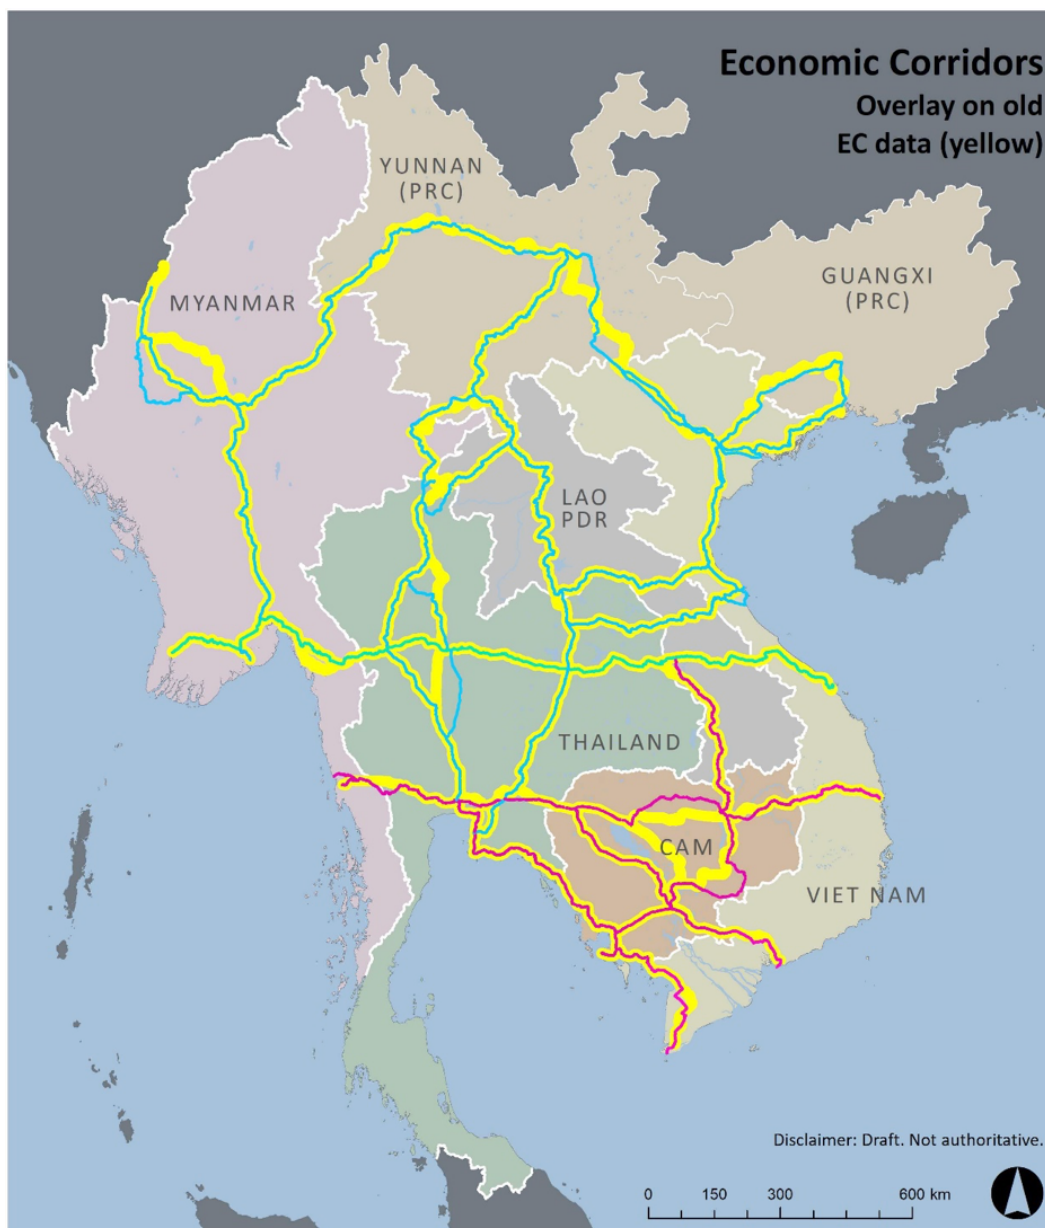 Economic Corridors
Overlay on old
EC data (yellow)
YUNNAN
(PRC)
GUANGXI
(PRC)
MYANMAR
LAO
PDR
THAILAND
CAM
VIET NAM
Disclaimer: Draft. Not authoritative.
0 150 300 600 km